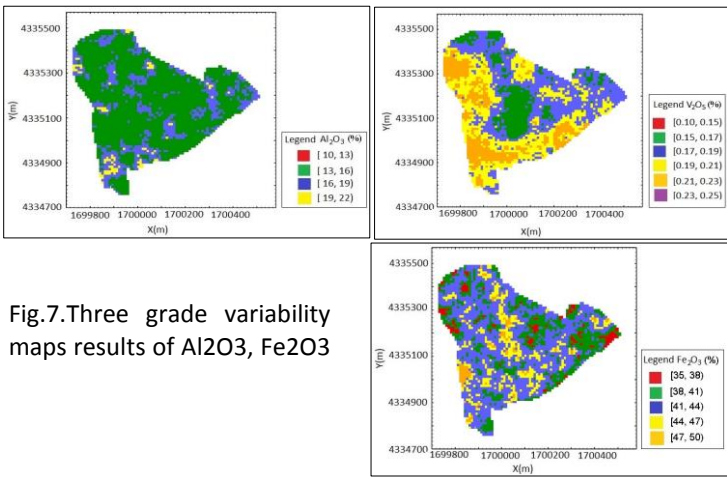 4335500
4335300
Y(m)
4335100
4334900
4334700
1699800 1700000 1700200 1700400
X(m)
Legend Al₂O₃ (%)
[ 10, 13)
[ 13, 16)
[ 16, 19)
[ 19, 22)
4335500
4335300
Y(m)
4335100
4334900
4334700
1699800 1700000 1700200 1700400
X(m)
Legend V₂O₅ (%)
[0.10, 0.15)
[0.15, 0.17)
[0.17, 0.19)
[0.19, 0.21)
[0.21, 0.23)
[0.23, 0.25)
Fig.7.Three grade variability
maps results of Al2O3, Fe2O3
4335500
4335300
Y(m)
4335100
4334900
4334700
1699800 1700000 1700200 1700400
X(m)
Legend Fe₂O₃ (%)
[35, 38)
[38, 41)
[41, 44)
[44, 47)
[47, 50)